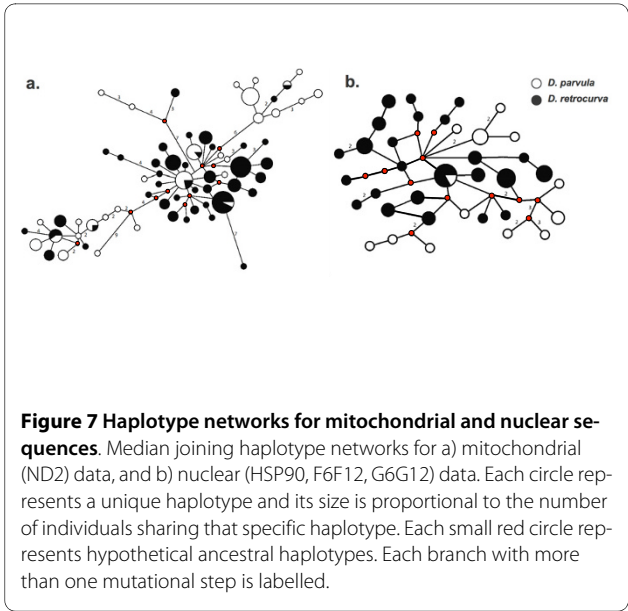 a.
b.
D. parvula
D. retrocurva
Figure 7 Haplotype networks for mitochondrial and nuclear se-
quences. Median joining haplotype networks for a) mitochondrial
(ND2) data, and b) nuclear (HSP90, F6F12, G6G12) data. Each circle rep-
resents a unique haplotype and its size is proportional to the number
of individuals sharing that specific haplotype. Each small red circle rep-
resents hypothetical ancestral haplotypes. Each branch with more
than one mutational step is labelled.